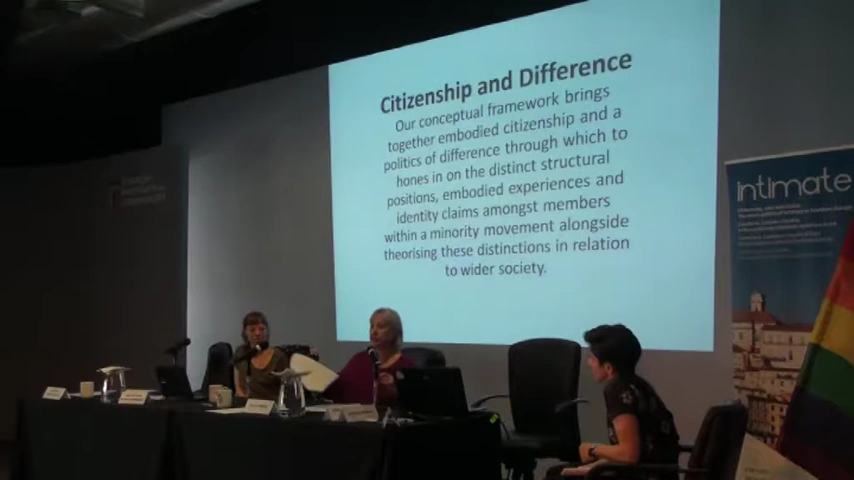 Citizenship and Difference
Our conceptual framework brings
together embodied citizenship and a
politics of difference through which to
hones in on the distinct structural
positions, embodied experiences and
identity claims amongst members
within a minority movement alongside
theorising these distinctions in relation
to wider society.
intimate